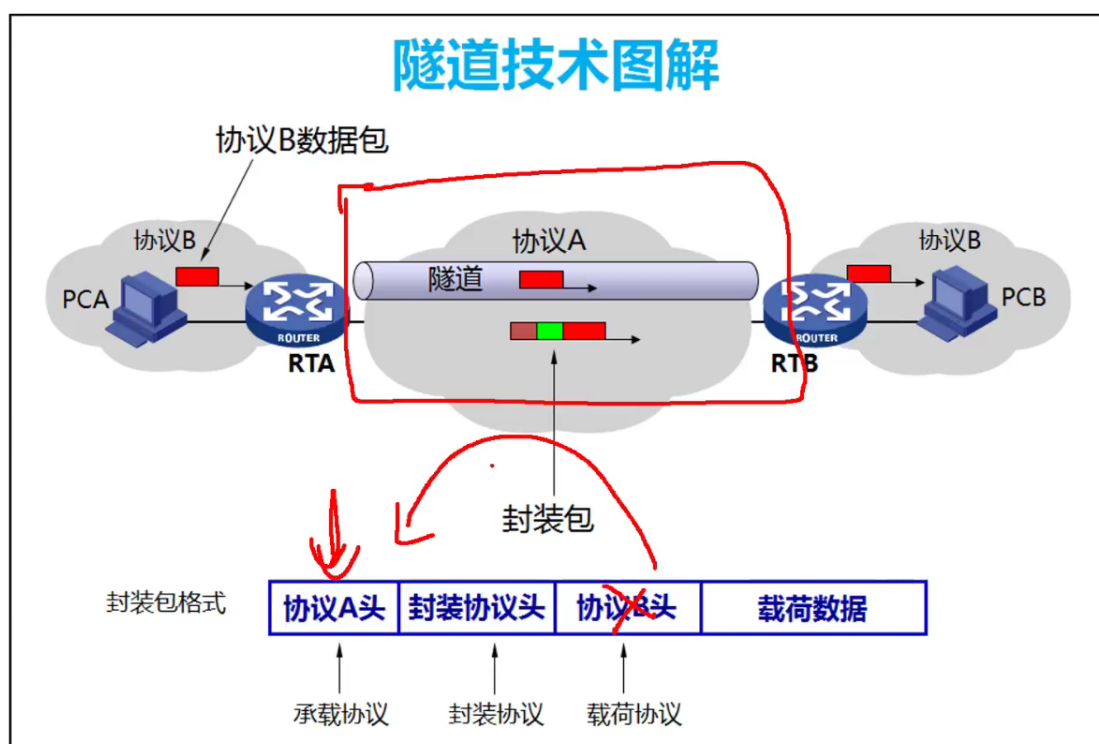 隧道技术图解
协议B数据包
协议B
协议A
协议B
隧道
PCA
PCB
ROUTER
ROUTER
RTA
RTB
封装包
封装包格式
协议A头 封装协议头 协议B头 载荷数据
承载协议 封装协议 载荷协议